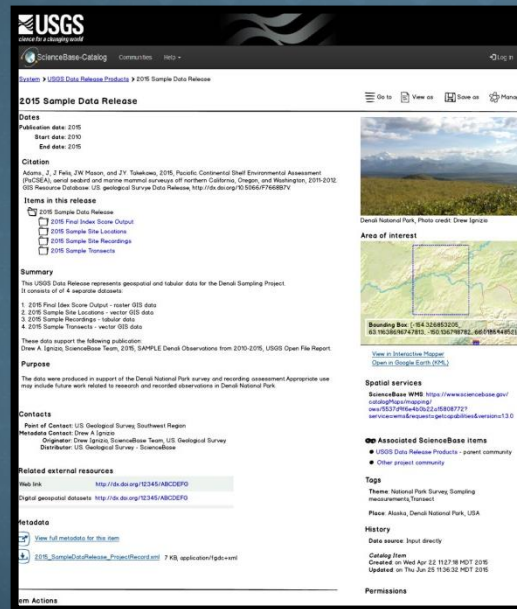 USGS
science for a changing world
ScienceBase-Catalog Communities Help
Log in
System > USGS Data Release Products > 2015 Sample Data Release
2015 Sample Data Release
Go to View as Save as Manag
Dates
Publication date: 2015
Start date: 2010
End date: 2015
Citation
Adams, J., J Felis, JW Mason, and JY. Takekawa, 2015, Pacific Continental Shelf Environmental Assessment
(PaCSEA), aerial seabird and marine mammal surveys off northern California, Oregon, and Washington, 2011-2012.
GIS Resource Database: US. geological Survye Data Release, http://dx.doi.org/10.5066/F7668B7V
Items in this release
2015 Sample Data Release
2015 Final Index Score Output
2015 Sample Site Locations
2015 Sample Site Recordings
2015 Sample Transects
Summary
This USGS Data Release represents geospatial and tabular data for the Denali Sampling Project.
It consists of of 4 separate datasets:
1. 2015 Final Idex Score Output - raster GIS data
2. 2015 Sample Site Locations - vector GIS data
3. 2015 Sample Recordings - tabular data
4. 2015 Sample Transects - vector GIS data
These data support the following publication:
Drew A. Ignizio, ScienceBase Team, 2015, SAMPLE Denali Observations from 2010-2015, USGS Open File Report.
Purpose
The data were produced in support of the Denali National Park survey and recording assessment Appropriate use
may include future work related to research and recorded observations in Denali National Park
Contacts
Point of Contact: U.S. Geological Survey, Southwest Region
Metadata Contact: Drew A Ignizio
Originator: Drew Ignizio, ScienceBase Team, U.S. Geological Survey
Distributor: U.S. Geological Survey - ScienceBase
Related external resources
Web link http://dx.doi.org/12345/ABCDEFG
Digital geospatial datasets http://dx.doi.org/12345/ABCDEFG
Metadata
View full metadata for this item
2015_SampleDataRelease_ProjectRecord.xml 7 KB, application/fgdc+xml
em Actions
Denali National Park, Photo credit: Drew Ignizio
Area of interest
Bounding Box: [-154.326853205,
View in Interactive Mapper
Open in Google Earth (KML)
Spatial services
ScienceBase WMS: https://www.sciencebase.gov/
catalogMaps/mapping/
ows/5537d9f6e4b0b22a15808772?
Associated ScienceBase items
USGS Data Release Products - parent community
Other project community
Tags
Theme: National Park Survey, Sampling
measurements,Transect
Place: Alaska, Denali National Park, USA
History
Data source: Input directly
Catalog Item
Created: on Wed Apr 22 11:27:18 MDT 2015
Updated: on Thu Jun 25 11:36:32 MDT 2015
Permissions